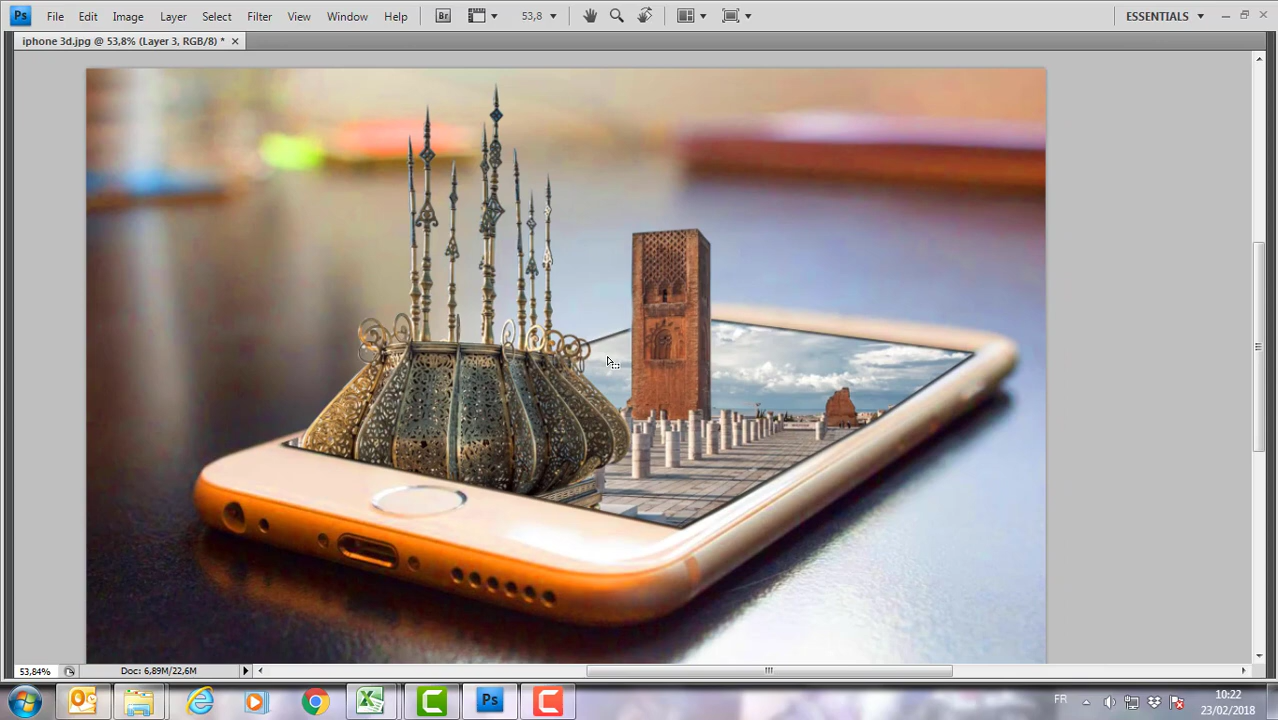 Ps File Edit Image Layer Select Filter View Window Help Br 53,8 ESSENTIALS
iphone 3d.jpg @ 53,8% (Layer 3, RGB/8) *
53,84% Doc: 6,89M/22,6M
Ps FR 10:22
23/02/2018